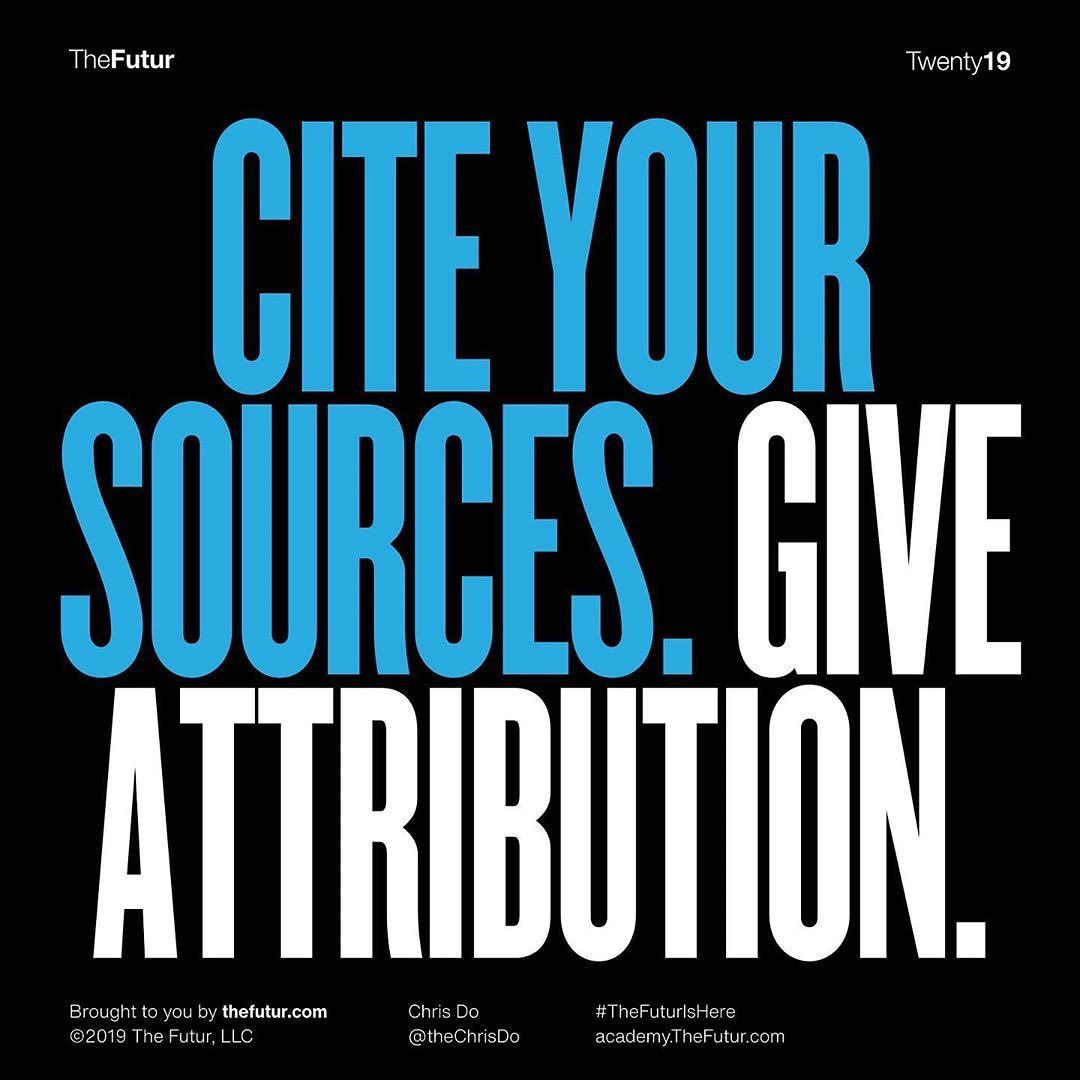 TheFutur
Twenty19
CITE YOUR
SOURCES. GIVE
ATTRIBUTION.
Brought to you by thefutur.com
©2019 The Futur, LLC
Chris Do
@theChrisDo
#TheFuturIsHere
academy.TheFutur.com